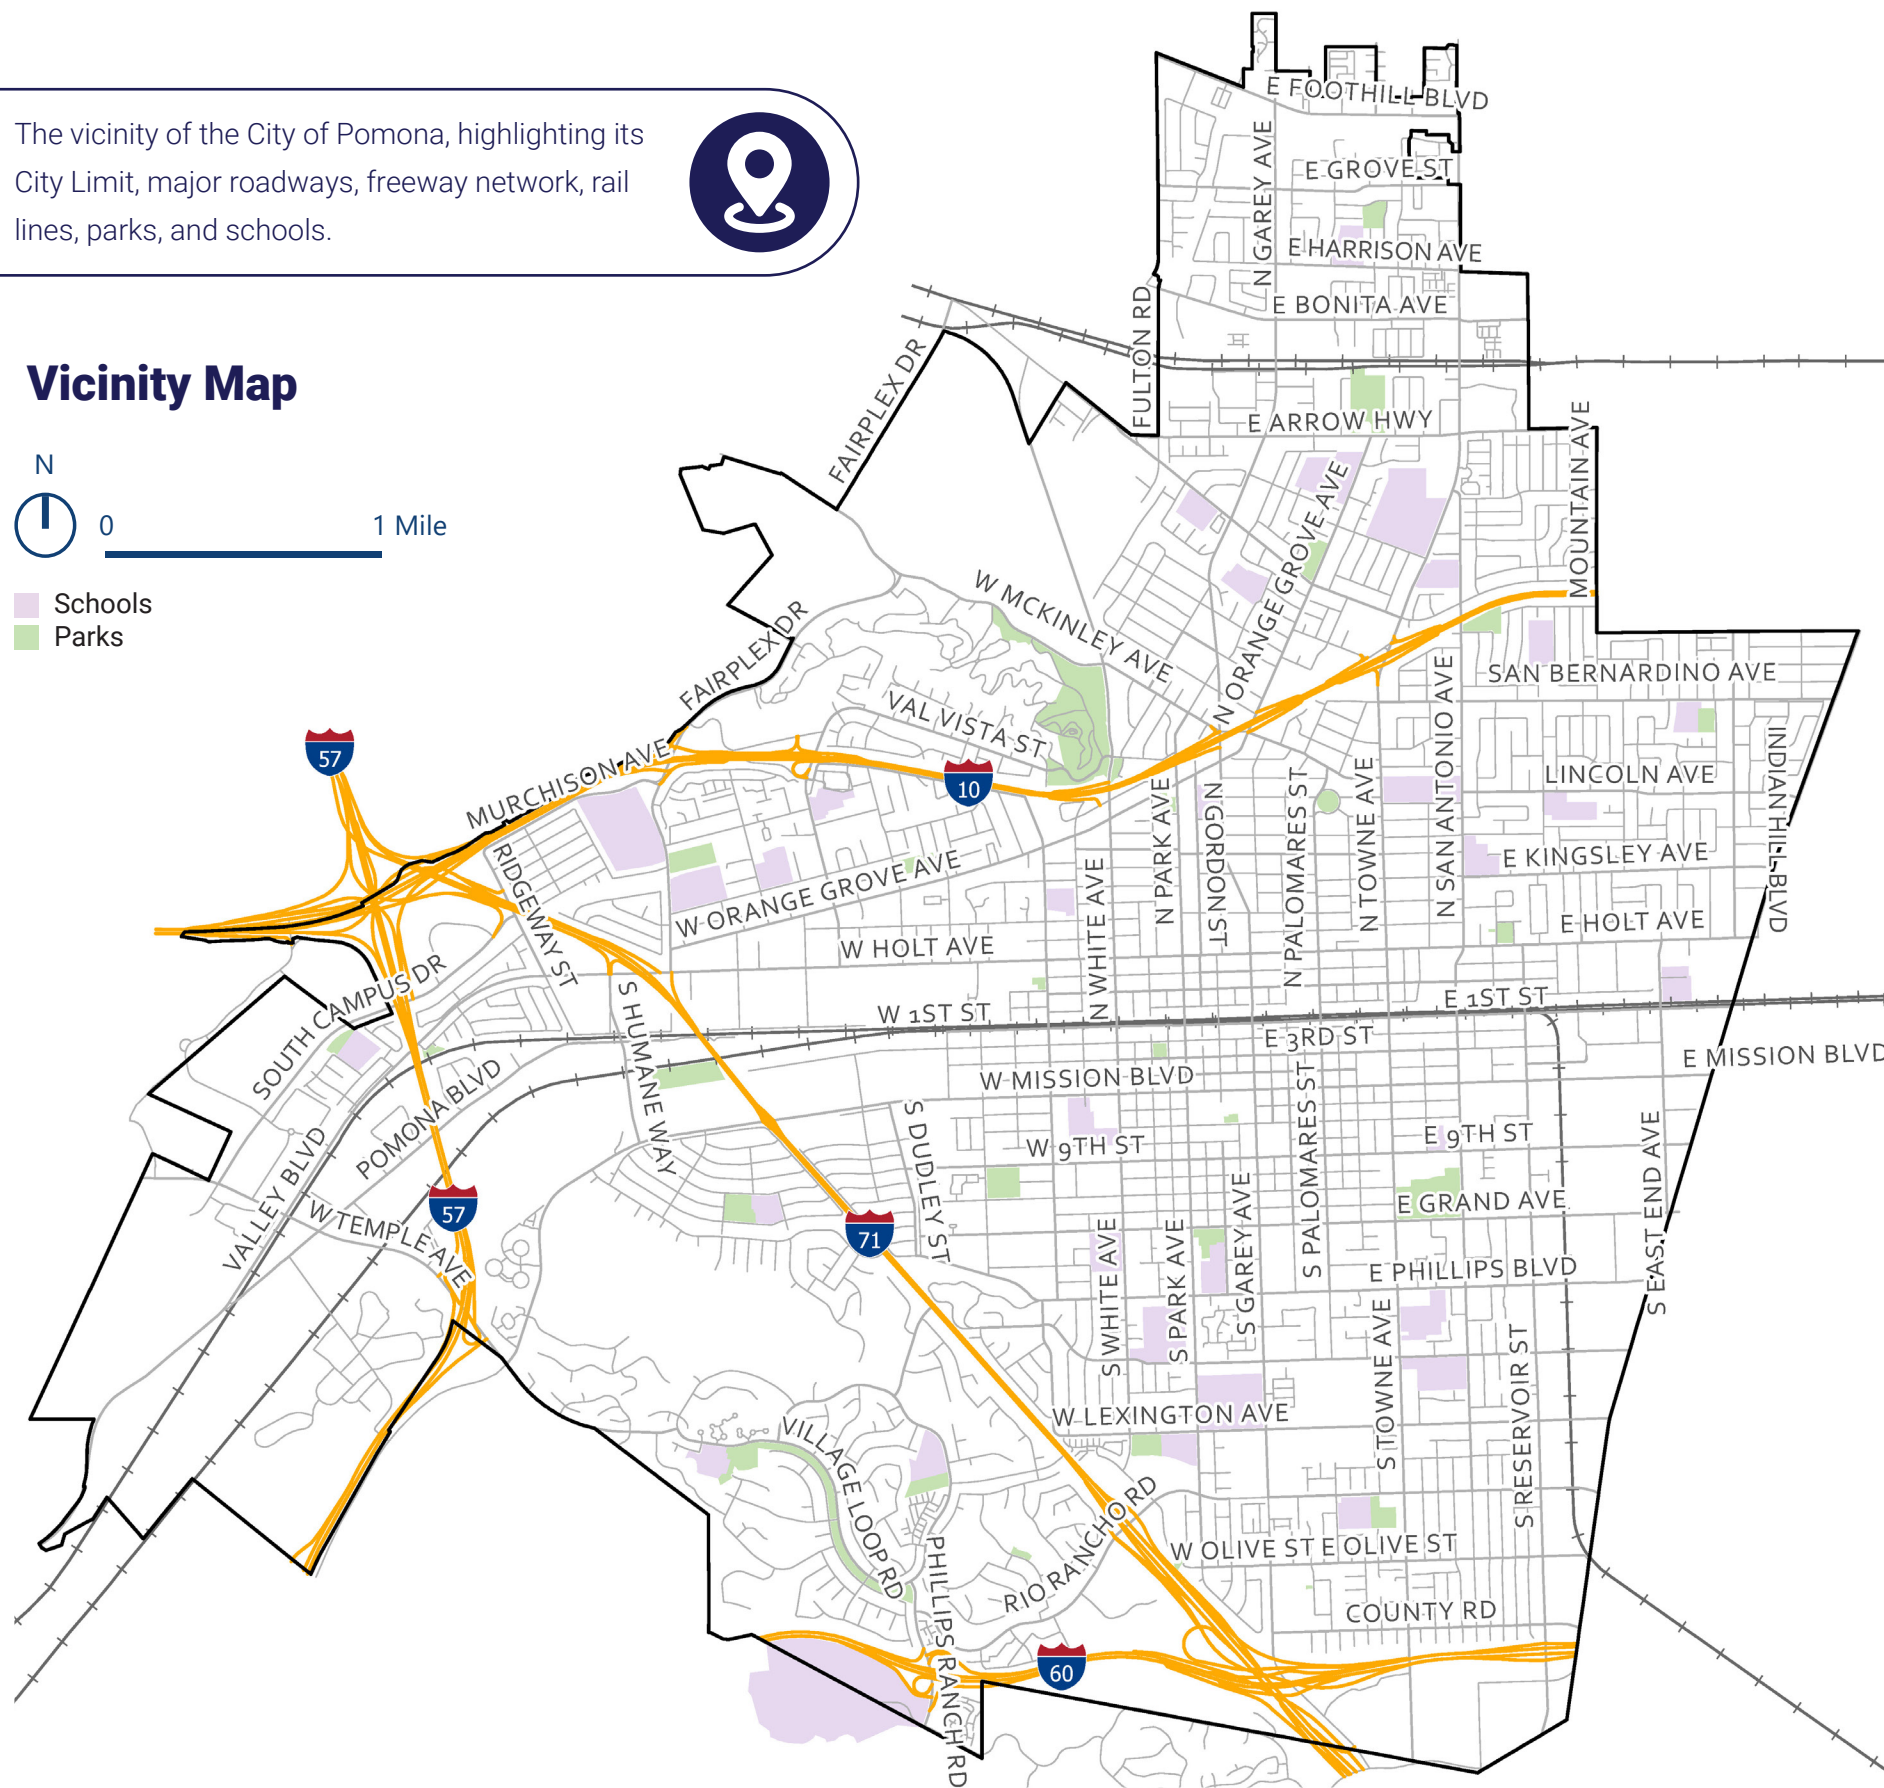 The vicinity of the City of Pomona, highlighting its
City Limit, major roadways, freeway network, rail
lines, parks, and schools.
Vicinity Map
N
0
1 Mile
Schools
Parks
E FOOTHILL BLVD
N GAREY AVE
E GROVE ST
E HARRISON AVE
E BONITA AVE
FULTON RD
FAIRPLEX DR
E ARROW HWY
MOUNTAIN AVE
N ORANGE GROVE AVE
W MCKINLEY AVE
FAIRPLEX DR
SAN BERNARDINO AVE
VAL VISTA ST
N SAN ANTONIO AVE
57
MURCHISON AVE
10
LINCOLN AVE
INDIAN HILL BLVD
N PARK AVE
N GORDON ST
N PALOMARES ST
N TOWNE AVE
RIDGEWAY ST
W ORANGE GROVE AVE
N WHITE AVE
E KINGSLEY AVE
W HOLT AVE
E HOLT AVE
SOUTH CAMPUS DR
S HUMANE WAY
W 1ST ST
E 1ST ST
E 3RD ST
E MISSION BLVD
POMONA BLVD
W MISSION BLVD
S PALOMARES ST
S DUDLEY ST
W 9TH ST
E 9TH ST
VALLEY BLVD
S EAST END AVE
57
W TEMPLE AVE
71
E GRAND AVE
S GAREY AVE
S WHITE AVE
S PARK AVE
E PHILLIPS BLVD
S TOWNE AVE
S RESERVOIR ST
W LEXINGTON AVE
VILLAGE LOOP RD
RIO RANCHO RD
W OLIVE ST
E OLIVE ST
PHILLIPS RANCH RD
COUNTY RD
60